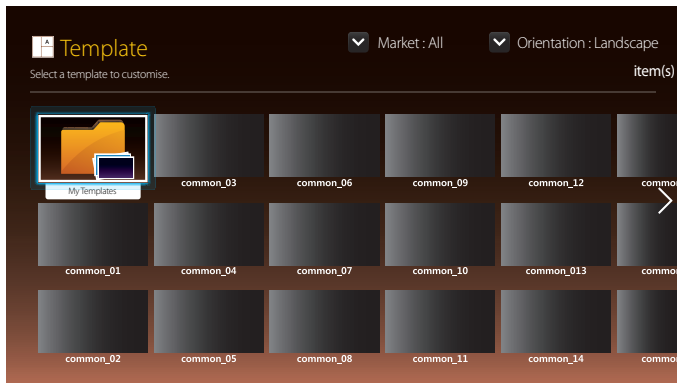 A
Template
Market : All
Orientation : Landscape
Select a template to customise.
item(s)
My Templates
common_03
common_06
common_09
common_12
common_01
common_04
common_07
common_10
common_013
common_02
common_05
common_08
common_11
common_14